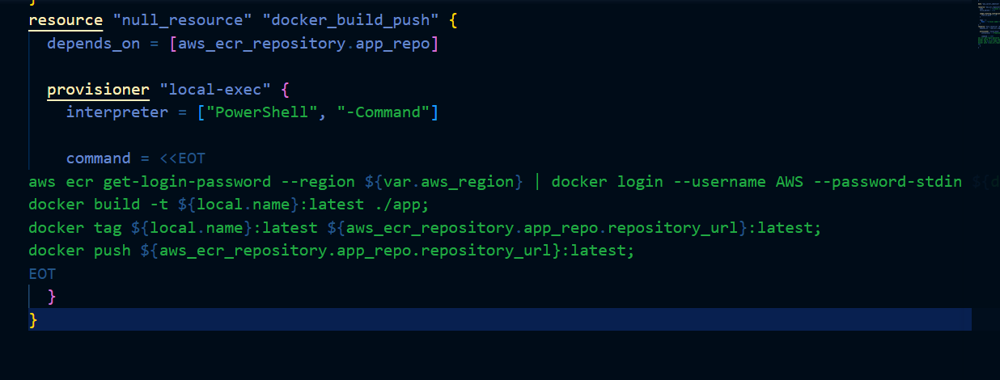 }
resource "null_resource" "docker_build_push" {
  depends_on = [aws_ecr_repository.app_repo]

  provisioner "local-exec" {
    interpreter = ["PowerShell", "-Command"]

    command = <<EOT
aws ecr get-login-password --region ${var.aws_region} | docker login --username AWS --password-stdin ${d
docker build -t ${local.name}:latest ./app;
docker tag ${local.name}:latest ${aws_ecr_repository.app_repo.repository_url}:latest;
docker push ${aws_ecr_repository.app_repo.repository_url}:latest;
EOT
  }
}